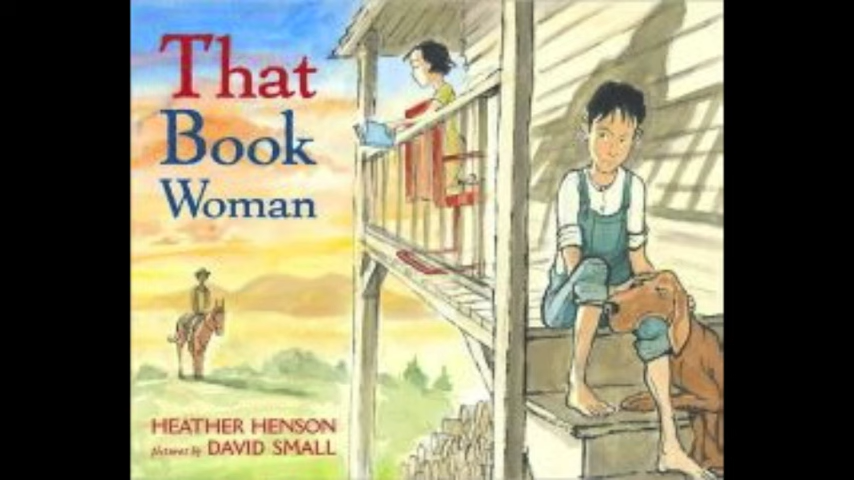 That
Book
Woman
HEATHER HENSON
pictures by DAVID SMALL